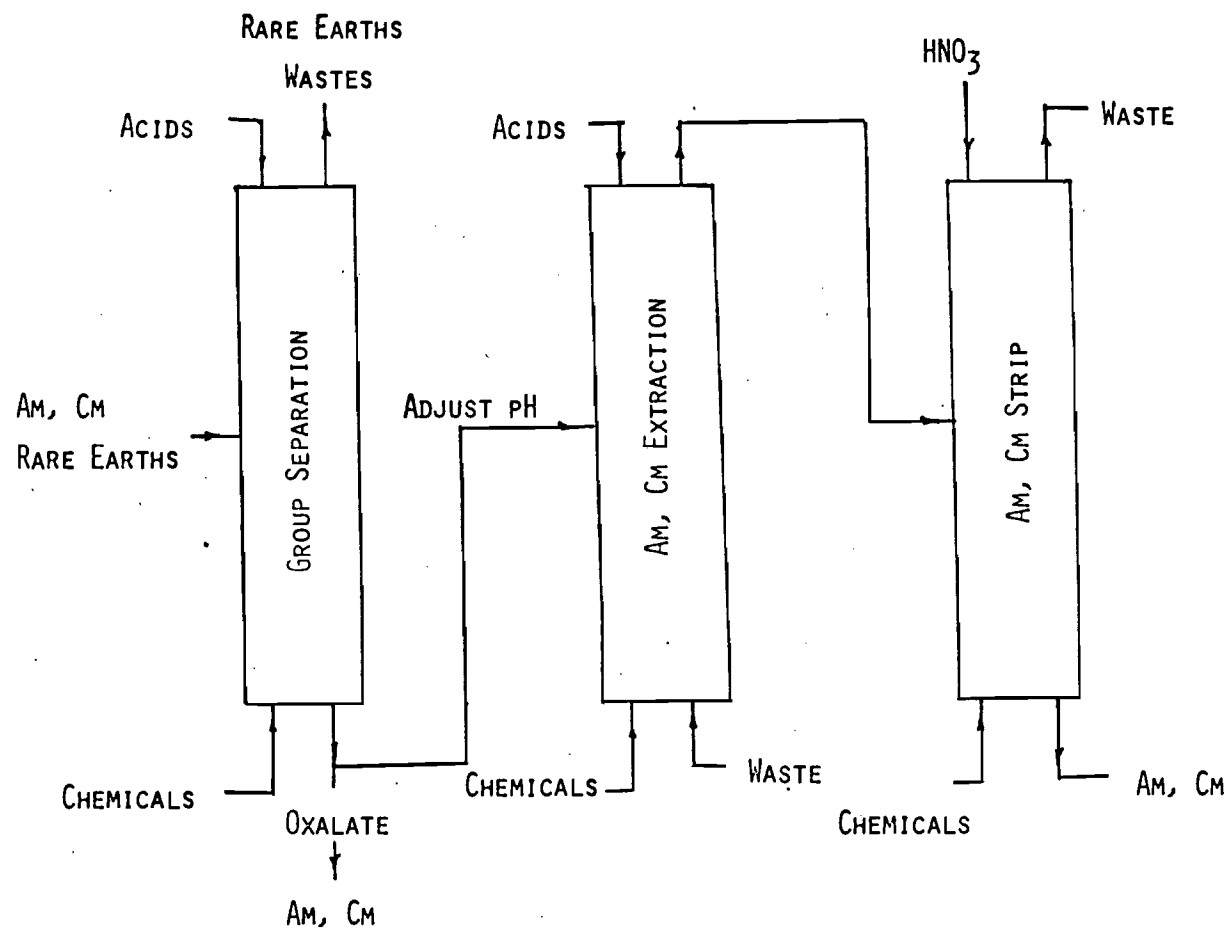 RARE EARTHS
WASTES
ACIDS
AM, CM
RARE EARTHS
GROUP SEPARATION
CHEMICALS
OXALATE
AM, CM
ADJUST PH
ACIDS
AM, CM EXTRACTION
CHEMICALS
WASTE
HNO3
WASTE
AM, CM STRIP
CHEMICALS
AM, CM